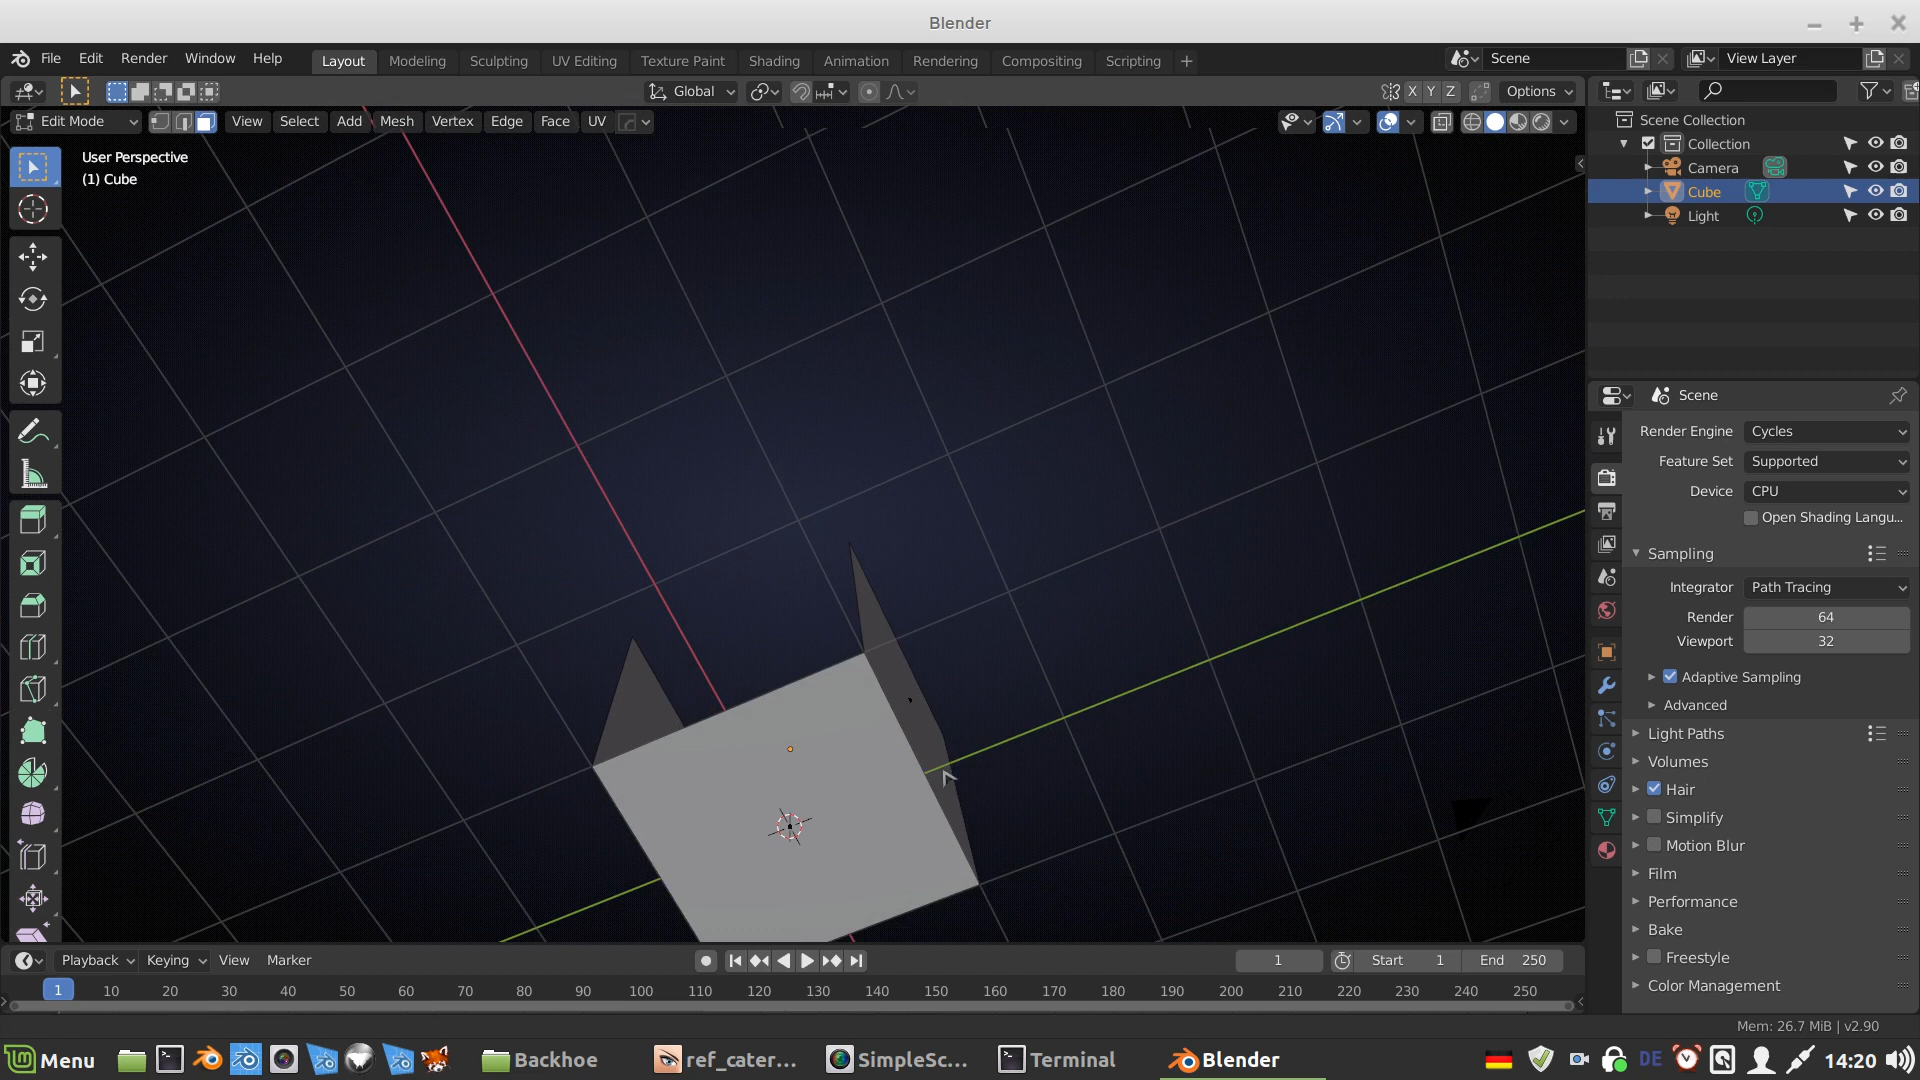 Blender
File Edit Render Window Help Layout Modeling Sculpting UV Editing Texture Paint Shading Animation Rendering Compositing Scripting + Scene View Layer
Global X Y Z Options
Edit Mode View Select Add Mesh Vertex Edge Face UV
User Perspective
(1) Cube
Scene Collection
Collection
Camera
Cube
Light
Scene
Render Engine Cycles
Feature Set Supported
Device CPU
Open Shading Langu...
Sampling
Integrator Path Tracing
Render 64
Viewport 32
Adaptive Sampling
Advanced
Light Paths
Volumes
Hair
Simplify
Motion Blur
Film
Performance
Bake
Freestyle
Color Management
Playback Keying View Marker 1 Start 1 End 250
1 10 20 30 40 50 60 70 80 90 100 110 120 130 140 150 160 170 180 190 200 210 220 230 240 250
Mem: 26.7 MiB | v2.90
Menu Backhoe ref_cater... SimpleSc... Terminal Blender DE 14:20